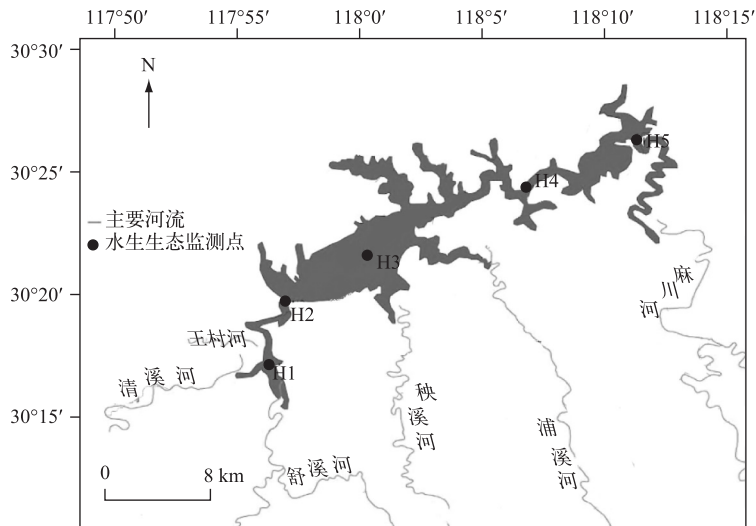 117°50′ 117°55′ 118°0′ 118°5′ 118°10′ 118°15′
30°30′
N
30°25′
H5
H4
主要河流
水生生态监测点
H3
麻川河
30°20′
H2
王村河
清溪河
H1
秧溪河
30°15′
浦溪河
舒溪河
0 8 km